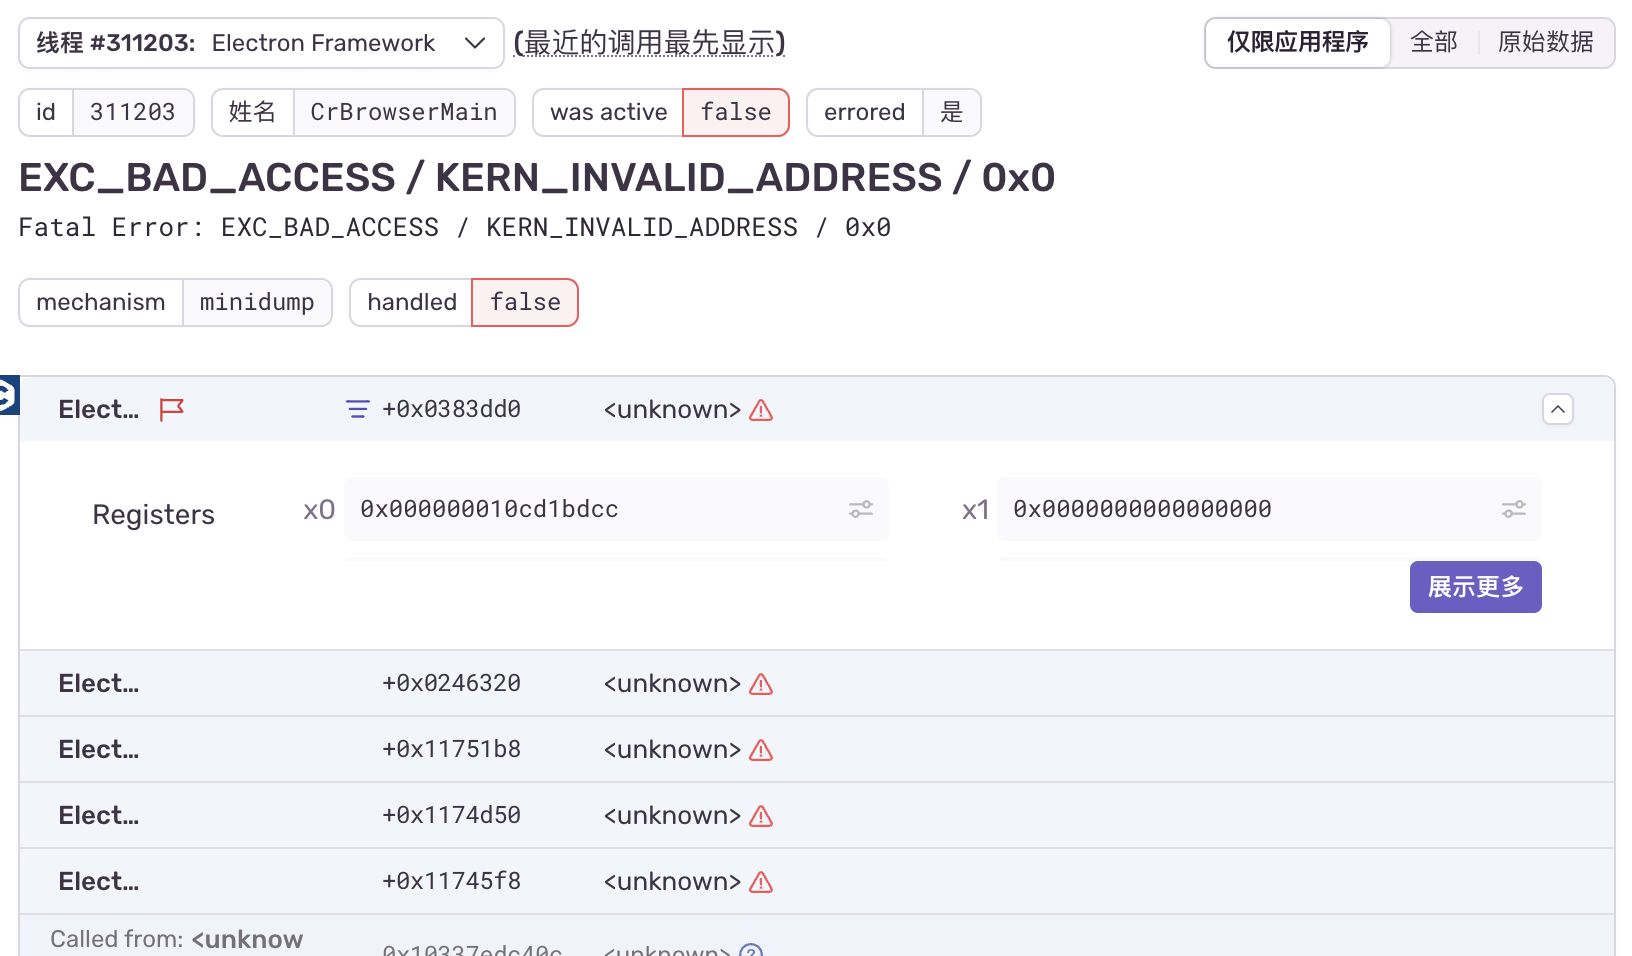 线程 #311203: Electron Framework (最近的调用最先显示) 仅限应用程序 全部 原始数据
id 311203 姓名 CrBrowserMain was active false errored 是
EXC_BAD_ACCESS / KERN_INVALID_ADDRESS / 0x0
Fatal Error: EXC_BAD_ACCESS / KERN_INVALID_ADDRESS / 0x0
mechanism minidump handled false
Elect… +0x0383dd0 <unknown>
Registers x0 0x000000010cd1bdcc x1 0x0000000000000000
展示更多
Elect… +0x0246320 <unknown>
Elect… +0x11751b8 <unknown>
Elect… +0x1174d50 <unknown>
Elect… +0x11745f8 <unknown>
Called from: <unknow 0x10337edc40c <unknown>